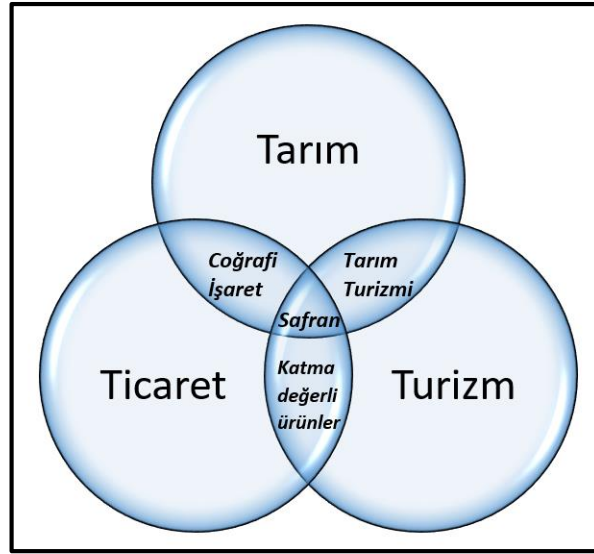 Tarım
Coğrafi
İşaret
Tarım
Turizmi
Safran
Ticaret
Katma
değerli
ürünler
Turizm